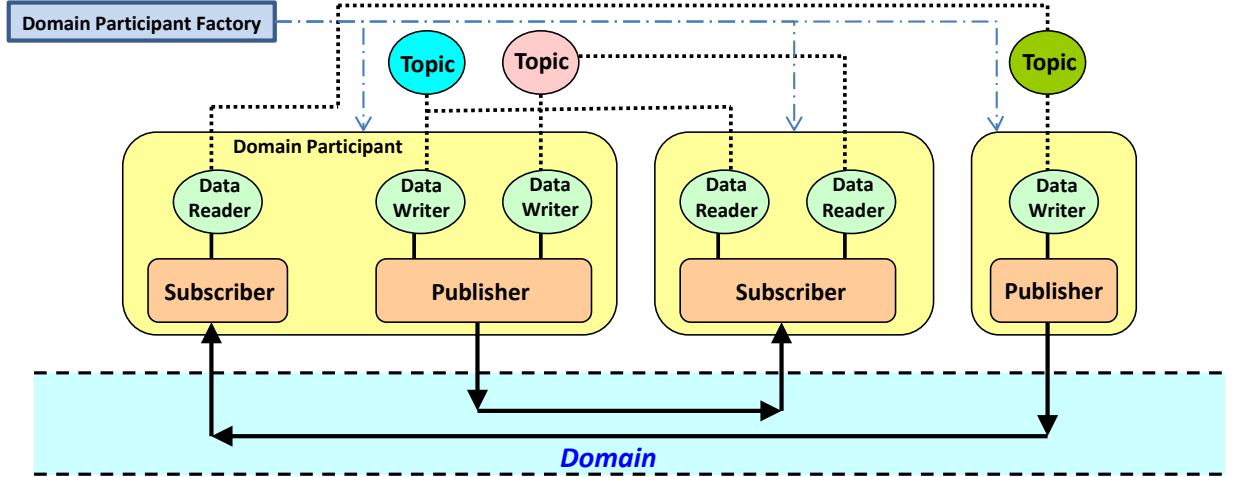 Domain Participant Factory
Topic
Topic
Topic
Domain Participant
Data
Reader
Data
Writer
Data
Writer
Data
Reader
Data
Reader
Data
Writer
Subscriber
Publisher
Subscriber
Publisher
Domain